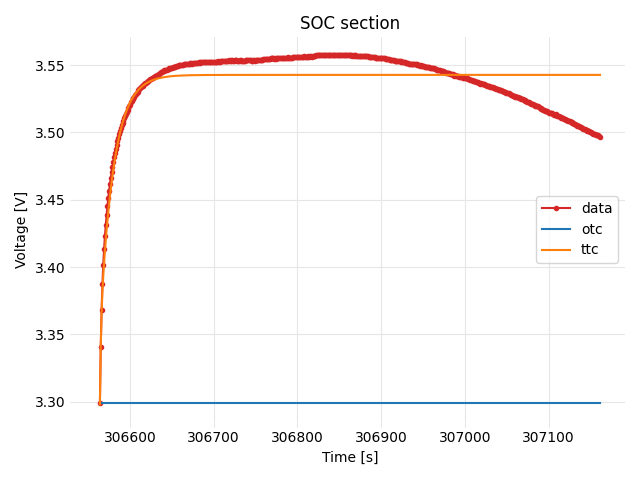 SOC section
Voltage [V]
3.55
3.50
3.45
3.40
3.35
3.30
data
otc
ttc
306600 306700 306800 306900 307000 307100
Time [s]